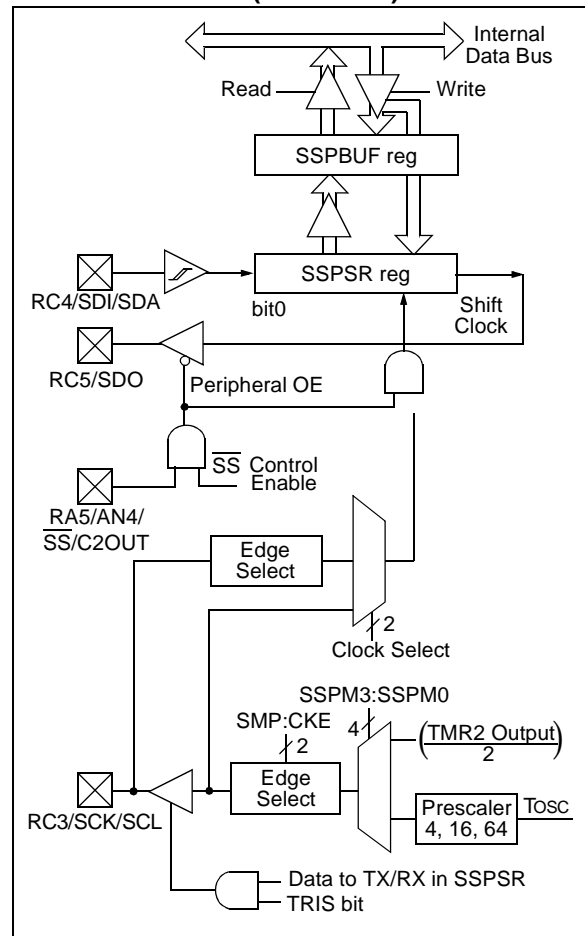 Internal
Data Bus
Read
Write
SSPBUF reg
SSPSR reg
RC4/SDI/SDA
bit0
Shift
Clock
RC5/SDO
Peripheral OE
SS Control
Enable
RA5/AN4/
SS/C2OUT
Edge
Select
2
Clock Select
SSPM3:SSPM0
SMP:CKE
4
TMR2 Output
2
2
Edge
Select
Prescaler
4, 16, 64
TOSC
RC3/SCK/SCL
Data to TX/RX in SSPSR
TRIS bit